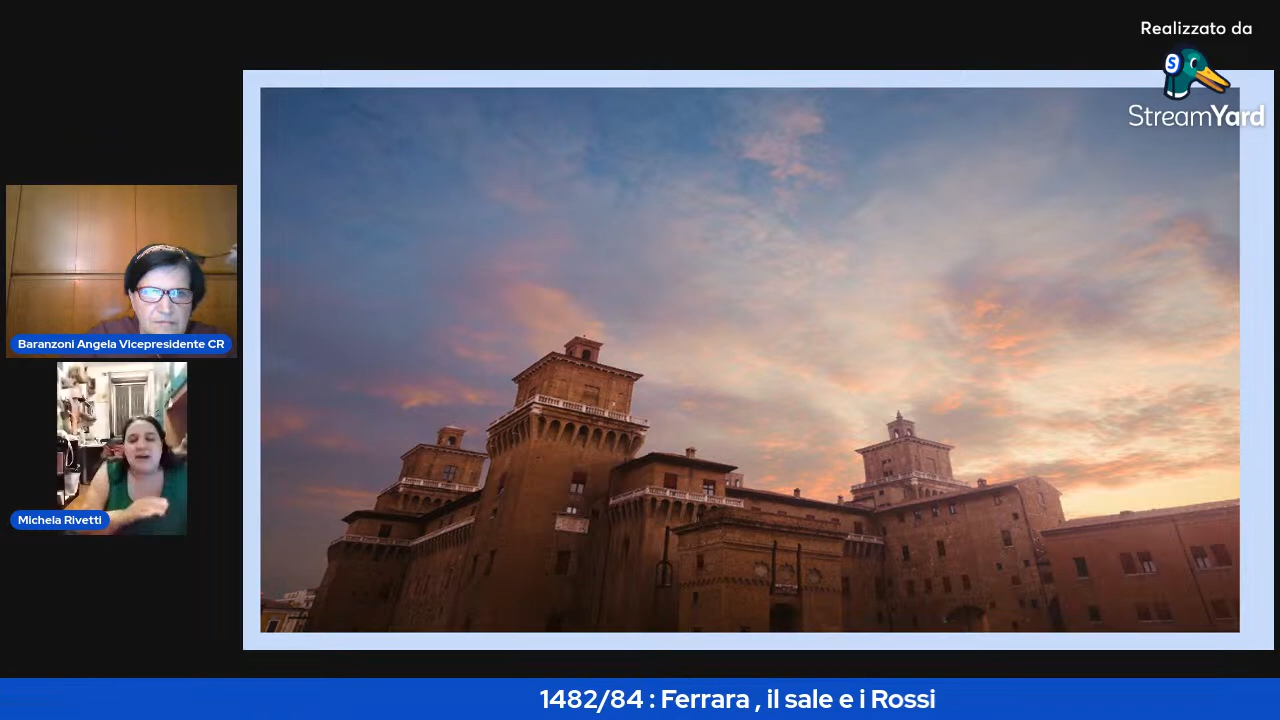 Realizzato da
StreamYard
Baranzoni Angela Vicepresidente CR
Michela Rivetti
1482/84 : Ferrara , il sale e i Rossi